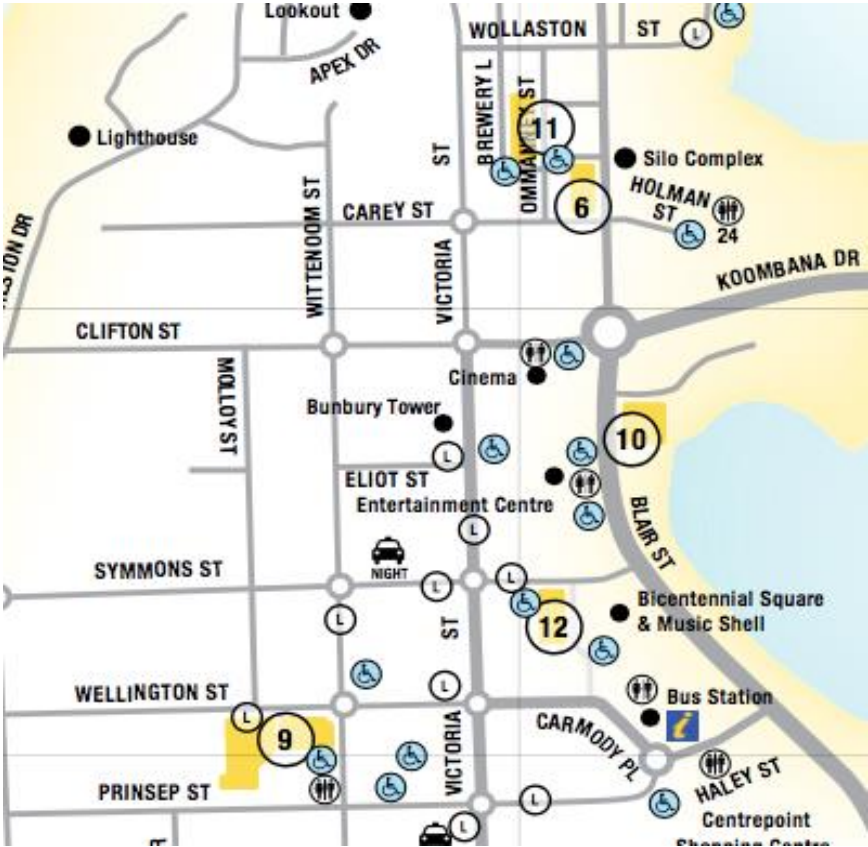 Lookout
WOLLASTON ST
L
APEX DR
BREWERY L
OMMANNEY ST
11
Lighthouse
ST
Silo Complex
HOLMAN
ST
24
6
WITTENOOM ST
CAREY ST
VICTORIA
KOOMBANA DR
CLIFTON ST
MOLLOY ST
Cinema
Bunbury Tower
10
L
ELIOT ST
Entertainment Centre
BLAIR ST
L
NIGHT
SYMMONS ST
L
L
L
12
ST
Bicentennial Square
& Music Shell
WELLINGTON ST
L
Bus Station
i
L
9
VICTORIA
CARMODY PL
HALEY ST
PRINSEP ST
L
Centrepoint
L